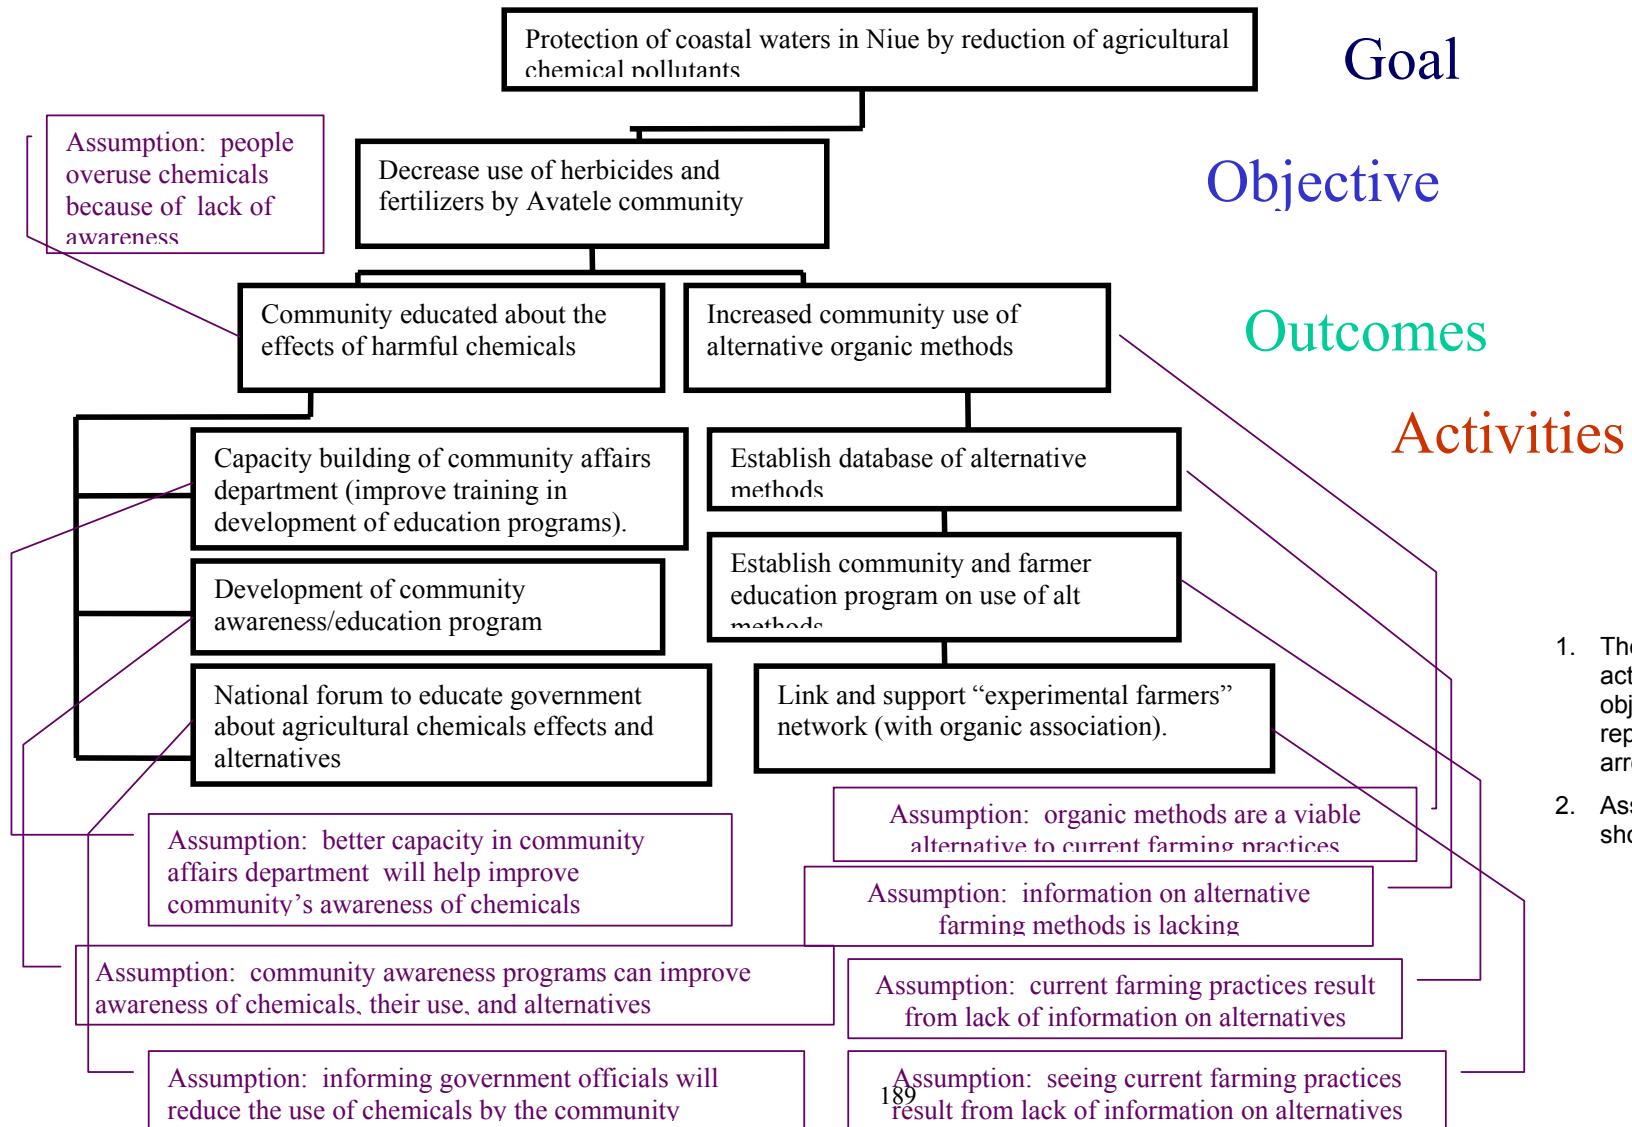 Protection of coastal waters in Niue by reduction of agricultural
chemical pollutants
Goal
Assumption: people
overuse chemicals
because of lack of
awareness
Decrease use of herbicides and
fertilizers by Avatele community
Objective
Community educated about the
effects of harmful chemicals
Increased community use of
alternative organic methods
Outcomes
Activities
Capacity building of community affairs
department (improve training in
development of education programs).
Establish database of alternative
methods
Development of community
awareness/education program
Establish community and farmer
education program on use of alt
methods
National forum to educate government
about agricultural chemicals effects and
alternatives
Link and support “experimental farmers”
network (with organic association).
1.
2.
Assumption: better capacity in community
affairs department will help improve
community’s awareness of chemicals
Assumption: organic methods are a viable
alternative to current farming practices
Assumption: information on alternative
farming methods is lacking
Assumption: community awareness programs can improve
awareness of chemicals, their use, and alternatives
Assumption: current farming practices result
from lack of information on alternatives
Assumption: informing government officials will
reduce the use of chemicals by the community
Assumption: seeing current farming practices
result from lack of information on alternatives
189